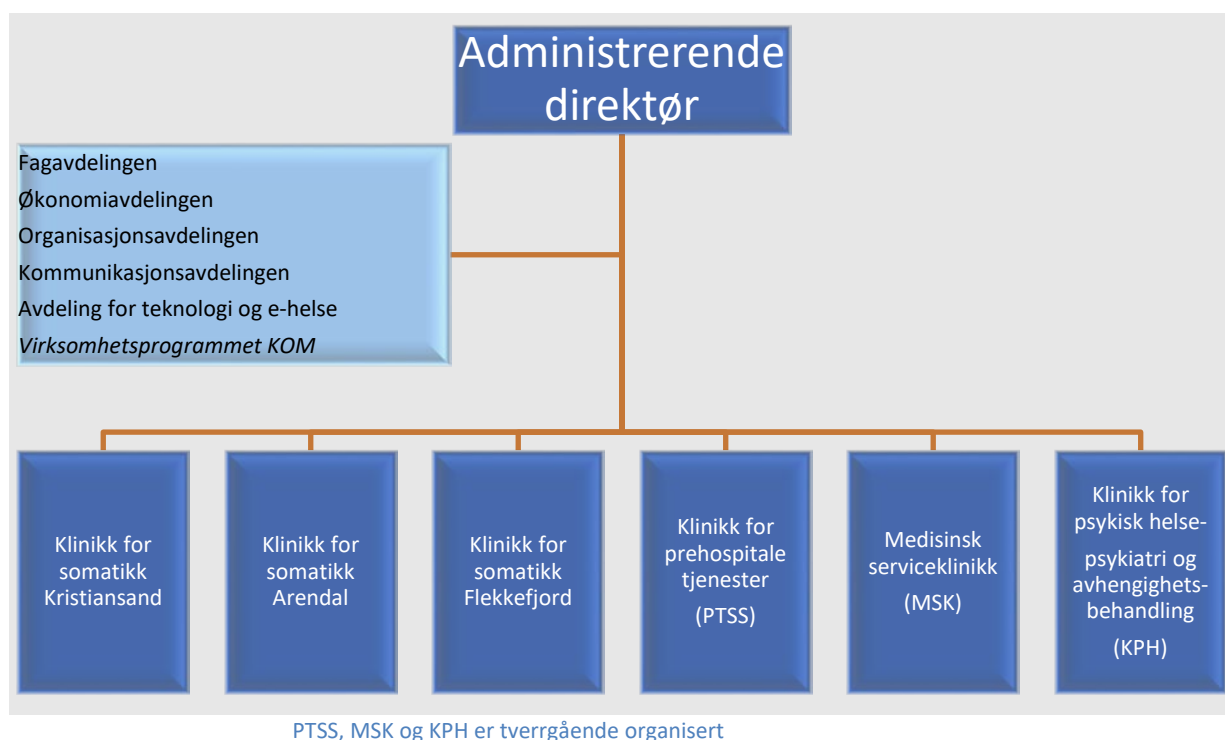 Administrerende
direktør
Fagavdelingen
Økonomiavdelingen
Organisasjonsavdelingen
Kommunikasjonsavdelingen
Avdeling for teknologi og e-helse
Virksomhetsprogrammet KOM
Klinikk for
somatikk
Kristiansand
Klinikk for
somatikk
Arendal
Klinikk for
somatikk
Flekkefjord
Klinikk for
prehospitale
tjenester
(PTSS)
Medisinsk
serviceklinikk
(MSK)
Klinikk for
psykisk helse-
psykiatri og
avhengighets-
behandling
(KPH)
PTSS, MSK og KPH er tverrgående organisert